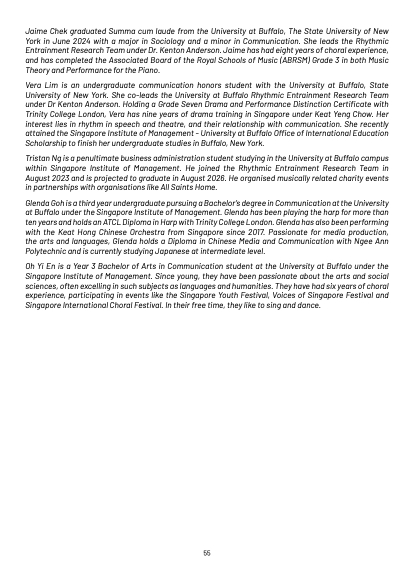 Jaime Chek graduated Summa cum laude from the University at Buffalo, The State University of New
York in June 2024 with a major in Sociology and a minor in Communication. She leads the Rhythmic
Entrainment Research Team under Dr. Kenton Anderson. Jaime has had eight years of choral experience,
and has completed the Associated Board of the Royal Schools of Music (ABRSM) Grade 3 in both Music
Theory and Performance for the Piano.
Vera Lim is an undergraduate communication honors student with the University at Buffalo, State
University of New York. She co-leads the University at Buffalo Rhythmic Entrainment Research Team
under Dr Kenton Anderson. Holding a Grade Seven Drama and Performance Distinction Certificate with
Trinity College London, Vera has nine years of drama training in Singapore under Keat Yeng Chow. Her
interest lies in rhythm in speech and theatre, and their relationship with communication. She recently
attained the Singapore Institute of Management - University at Buffalo Office of International Education
Scholarship to finish her undergraduate studies in Buffalo, New York.
Tristan Ng is a penultimate business administration student studying in the University at Buffalo campus
within Singapore Institute of Management. He joined the Rhythmic Entrainment Research Team in
August 2023 and is projected to graduate in August 2026. He organised musically related charity events
in partnerships with organisations like All Saints Home.
Glenda Goh is a third year undergraduate pursuing a Bachelor's degree in Communication at the University
at Buffalo under the Singapore Institute of Management. Glenda has been playing the harp for more than
ten years and holds an ATCL Diploma in Harp with Trinity College London. Glenda has also been performing
with the Keat Hong Chinese Orchestra from Singapore since 2017. Passionate for media production,
the arts and languages, Glenda holds a Diploma in Chinese Media and Communication with Ngee Ann
Polytechnic and is currently studying Japanese at intermediate level.
Oh Yi En is a Year 3 Bachelor of Arts in Communication student at the University at Buffalo under the
Singapore Institute of Management. Since young, they have been passionate about the arts and social
sciences, often excelling in such subjects as languages and humanities. They have had six years of choral
experience, participating in events like the Singapore Youth Festival, Voices of Singapore Festival and
Singapore International Choral Festival. In their free time, they like to sing and dance.
55